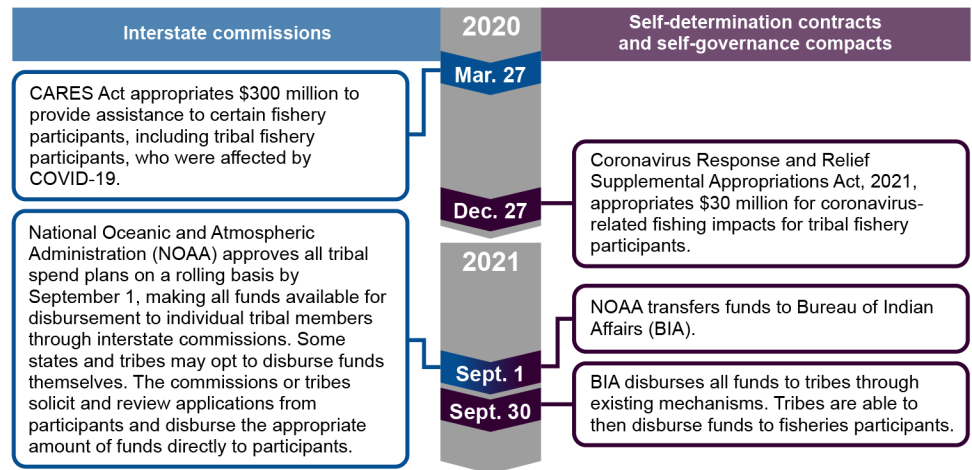 Interstate commissions
2020
Self-determination contracts
and self-governance compacts
Mar. 27
CARES Act appropriates $300 million to
provide assistance to certain fishery
participants, including tribal fishery
participants, who were affected by
COVID-19.
Dec. 27
Coronavirus Response and Relief
Supplemental Appropriations Act, 2021,
appropriates $30 million for coronavirus-
related fishing impacts for tribal fishery
participants.
2021
National Oceanic and Atmospheric
Administration (NOAA) approves all tribal
spend plans on a rolling basis by
September 1, making all funds available for
disbursement to individual tribal members
through interstate commissions. Some
states and tribes may opt to disburse funds
themselves. The commissions or tribes
solicit and review applications from
participants and disburse the appropriate
amount of funds directly to participants.
Sept. 1
NOAA transfers funds to Bureau of Indian
Affairs (BIA).
Sept. 30
BIA disburses all funds to tribes through
existing mechanisms. Tribes are able to
then disburse funds to fisheries participants.